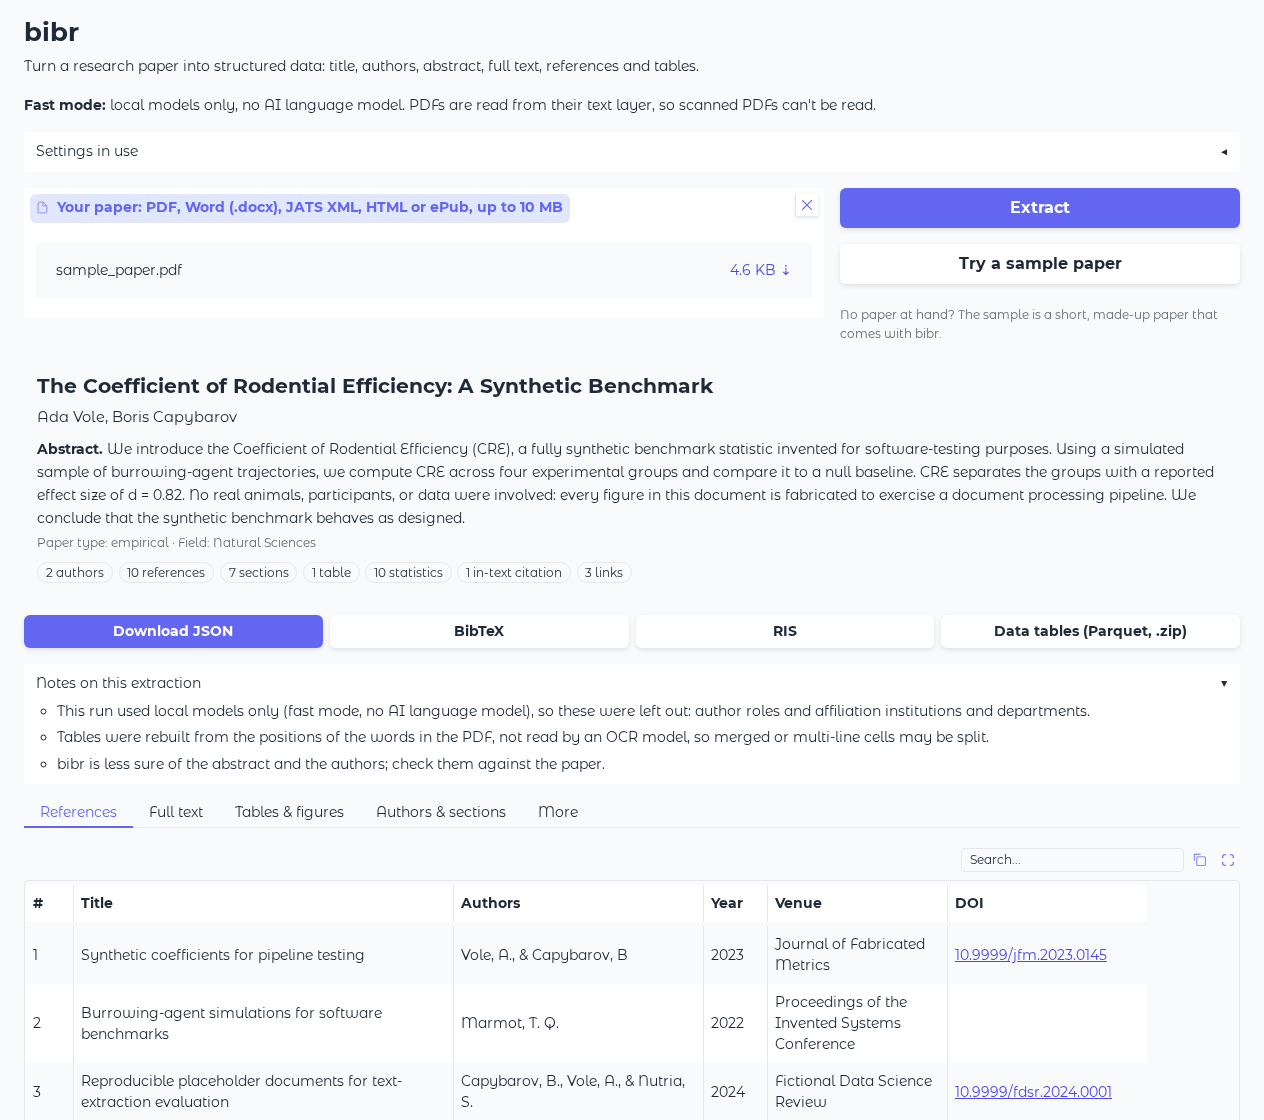 bibr
Turn a research paper into structured data: title, authors, abstract, full text, references and tables.
Fast mode: local models only, no AI language model. PDFs are read from their text layer, so scanned PDFs can't be read.
Settings in use
Your paper: PDF, Word (.docx), JATS XML, HTML or ePub, up to 10 MB
sample_paper.pdf
4.6 KB ⇣
Extract
Try a sample paper
No paper at hand? The sample is a short, made-up paper that
comes with bibr.
The Coefficient of Rodential Efficiency: A Synthetic Benchmark
Ada Vole, Boris Capybarov
Abstract. We introduce the Coefficient of Rodential Efficiency (CRE), a fully synthetic benchmark statistic invented for software-testing purposes. Using a simulated
sample of burrowing-agent trajectories, we compute CRE across four experimental groups and compare it to a null baseline. CRE separates the groups with a reported
effect size of d = 0.82. No real animals, participants, or data were involved: every figure in this document is fabricated to exercise a document processing pipeline. We
conclude that the synthetic benchmark behaves as designed.
Paper type: empirical · Field: Natural Sciences
2 authors
10 references
7 sections
1 table
10 statistics
1 in-text citation
3 links
Download JSON
BibTeX
RIS
Data tables (Parquet, .zip)
Notes on this extraction
This run used local models only (fast mode, no AI language model), so these were left out: author roles and affiliation institutions and departments.
Tables were rebuilt from the positions of the words in the PDF, not read by an OCR model, so merged or multi-line cells may be split.
bibr is less sure of the abstract and the authors; check them against the paper.
References
Full text
Tables & figures
Authors & sections
More
Search...
# Title Authors Year Venue DOI
1 Synthetic coefficients for pipeline testing Vole, A., & Capybarov, B 2023 Journal of Fabricated
Metrics 10.9999/jfm.2023.0145
2 Burrowing-agent simulations for software
benchmarks Marmot, T. Q. 2022 Proceedings of the
Invented Systems
Conference
3 Reproducible placeholder documents for text-
extraction evaluation Capybarov, B., Vole, A., & Nutria,
S. 2024 Fictional Data Science
Review 10.9999/fdsr.2024.0001